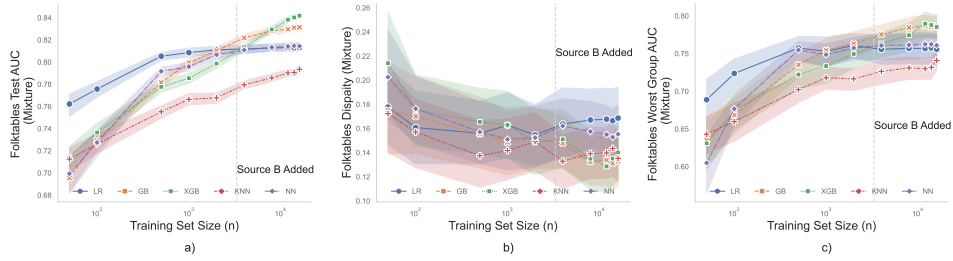 Folktables Test AUC
(Mixture)
0.84
0.82
0.80
0.78
0.76
0.74
0.72
0.70
0.68
Source B Added
LR GB XGB KNN NN
10² 10³ 10⁴
Training Set Size (n)
a)
Folktables Dispaity (Mixture)
0.26
0.24
0.22
0.20
0.18
0.16
0.14
0.12
0.10
Source B Added
LR GB XGB KNN NN
10² 10³ 10⁴
Training Set Size (n)
b)
Folktables Worst Group AUC
(Mixture)
0.80
0.75
0.70
0.65
0.60
Source B Added
LR GB XGB KNN NN
10² 10³ 10⁴
Training Set Size (n)
c)